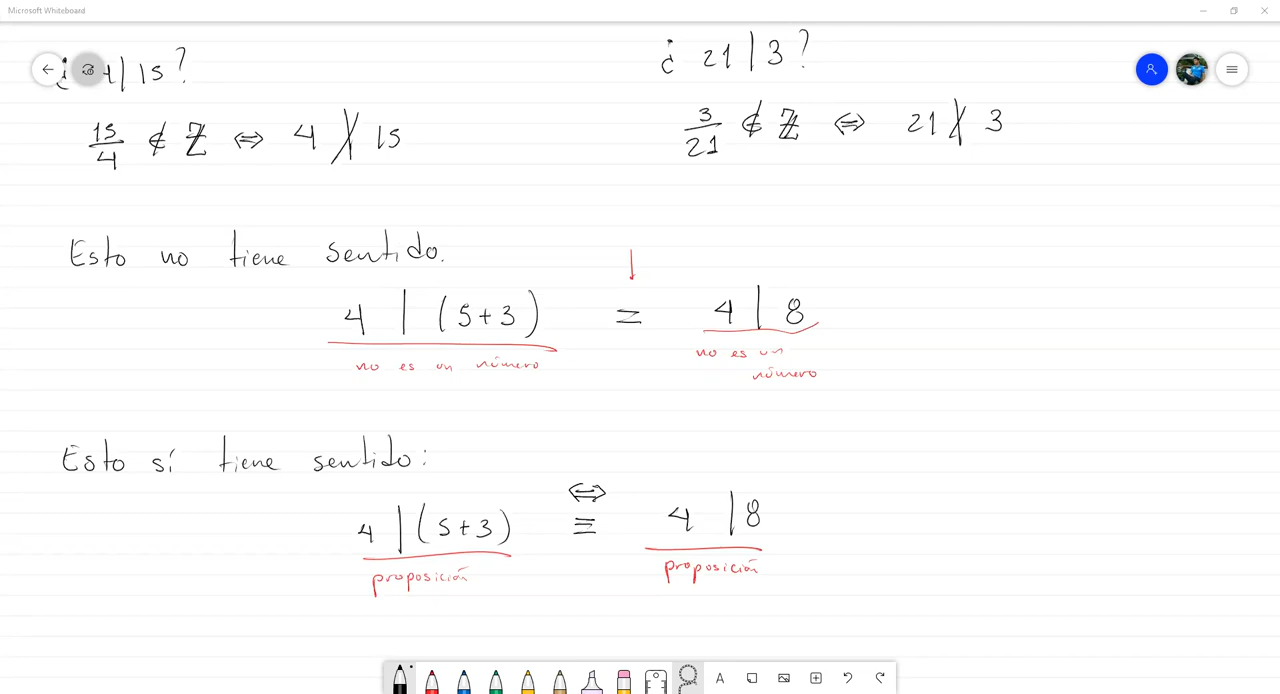 Microsoft Whiteboard
¿ 4 | 15 ?
¿ 21 | 3 ?
15/4 ∉ ℤ ⇔ 4 ∤ 15
3/21 ∉ ℤ ⇔ 21 ∤ 3
Esto no tiene sentido.
↓
4 | (5+3) = 4 | 8
no es un número
no es un
número
Esto sí tiene sentido:
⇔
4 | (5+3) ≡ 4 | 8
proposición
proposición
A